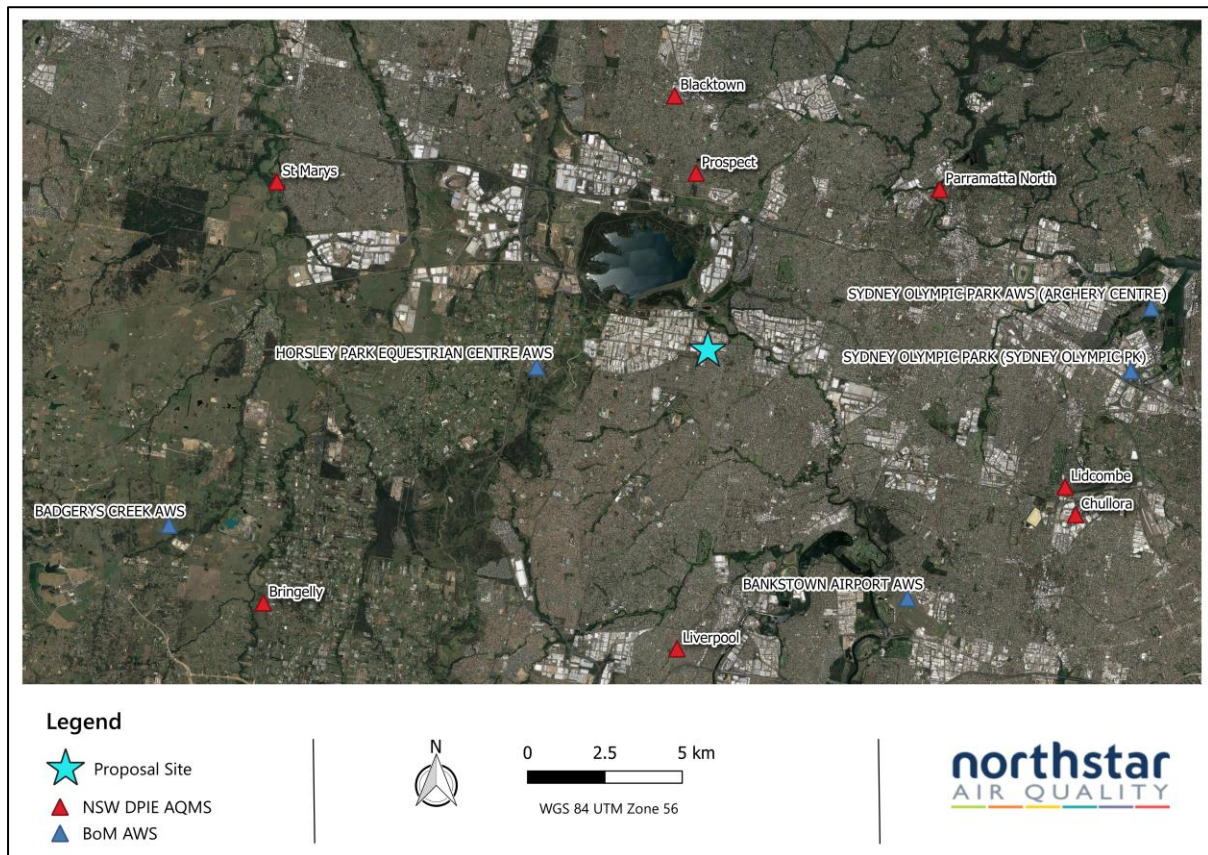 Blacktown
Prospect
St Marys
Parramatta North
SYDNEY OLYMPIC PARK AWS (ARCHERY CENTRE)
HORSLEY PARK EQUESTRIAN CENTRE AWS
SYDNEY OLYMPIC PARK (SYDNEY OLYMPIC PK)
Lidcombe
Chullora
BADGERYS CREEK AWS
BANKSTOWN AIRPORT AWS
Bringelly
Liverpool
Legend
Proposal Site
NSW DPIE AQMS
BoM AWS
N
0 2.5 5 km
WGS 84 UTM Zone 56
northstar
AIR QUALITY